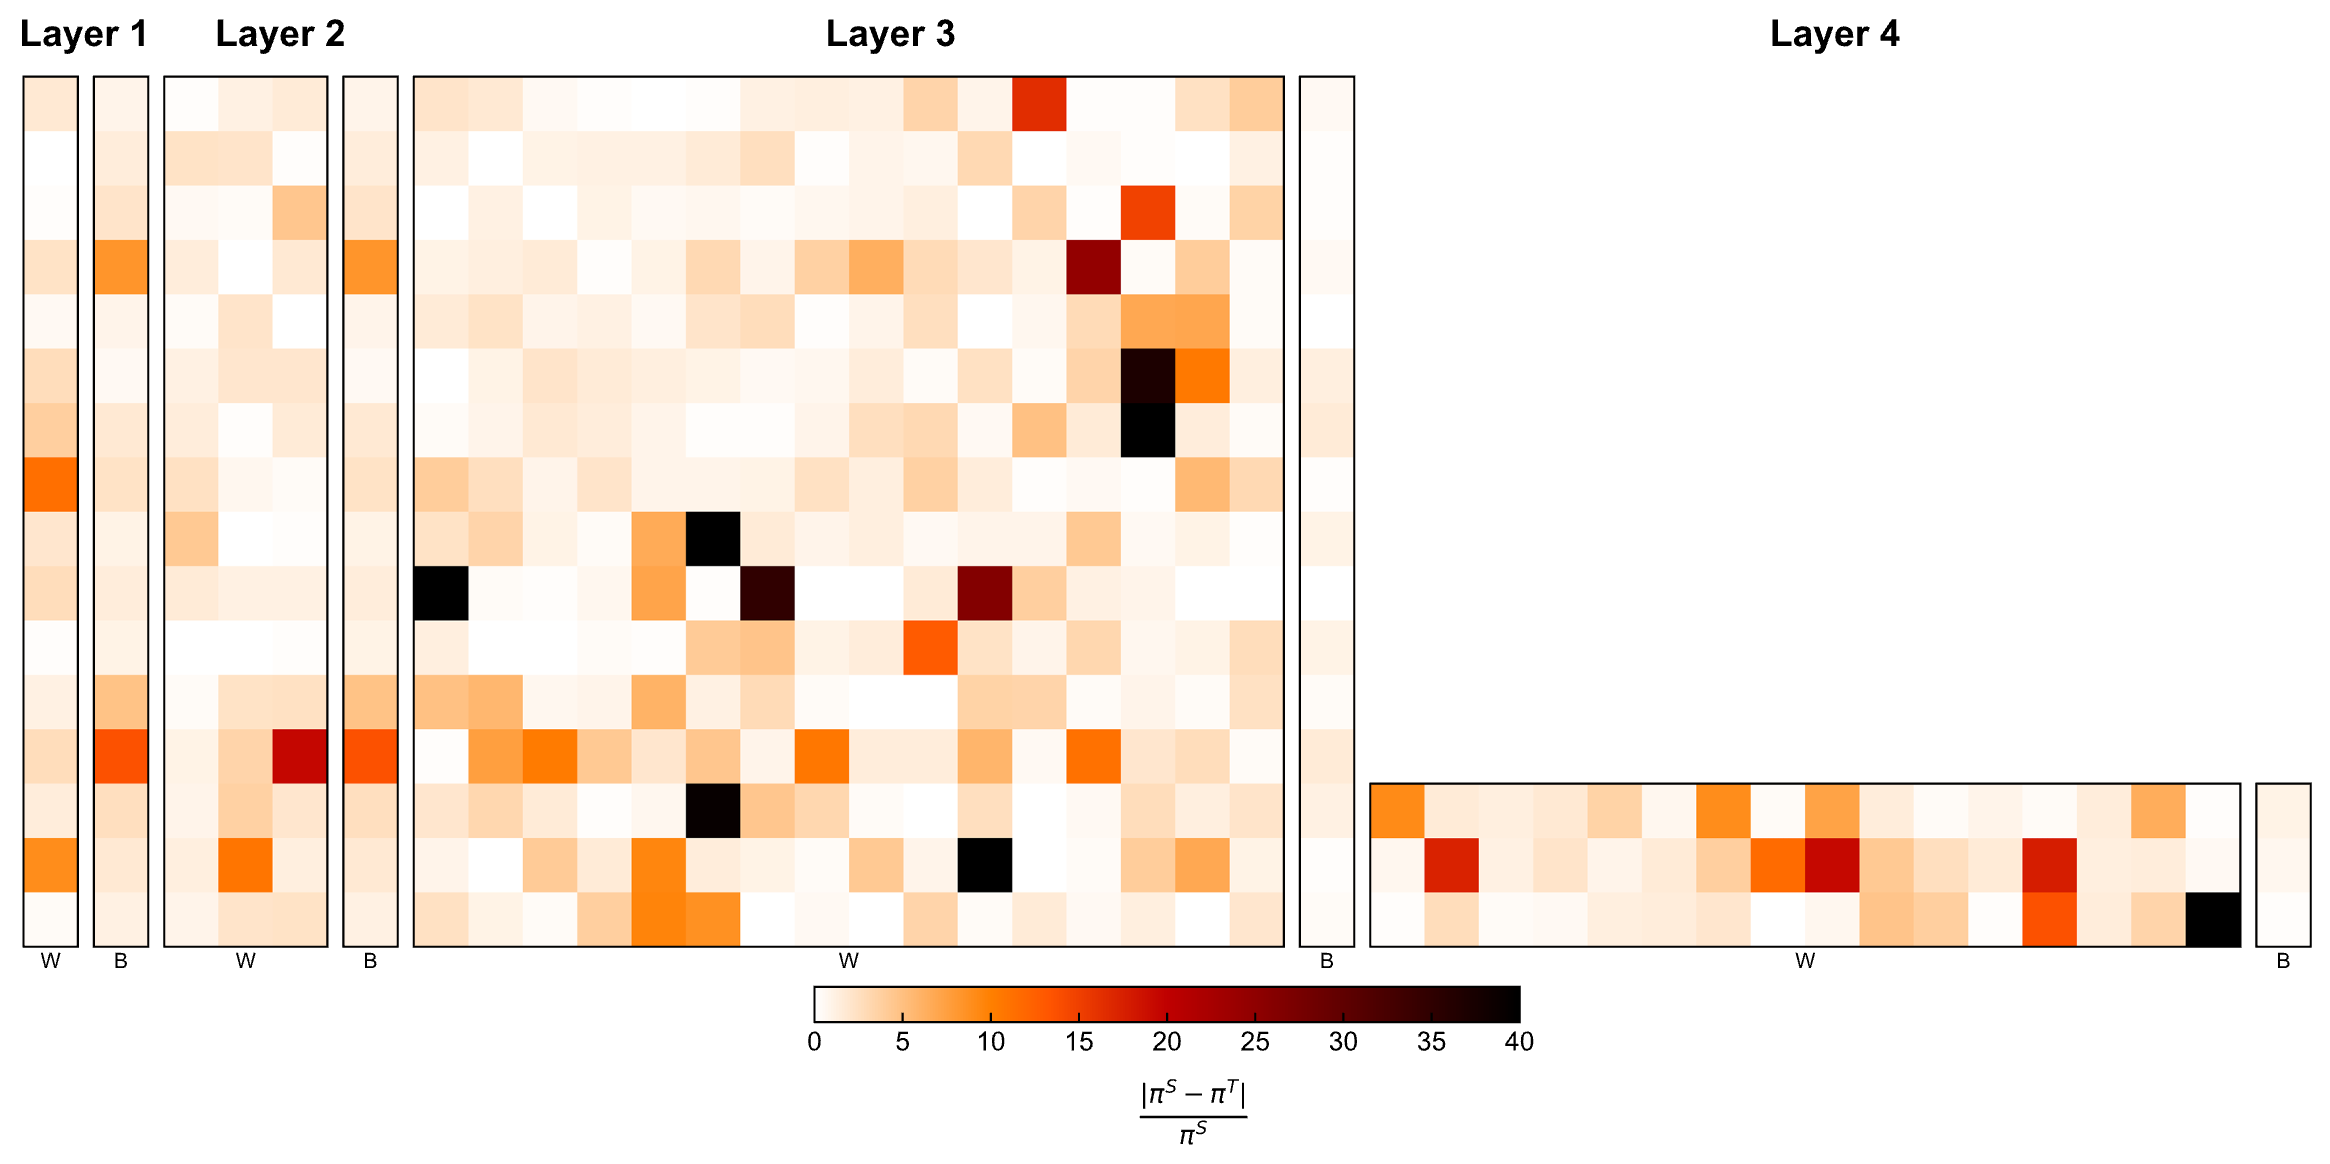 Layer 1 Layer 2 Layer 3 Layer 4
W B W B W B W B
0 5 10 15 20 25 30 35 40
|π^S − π^T|
π^S